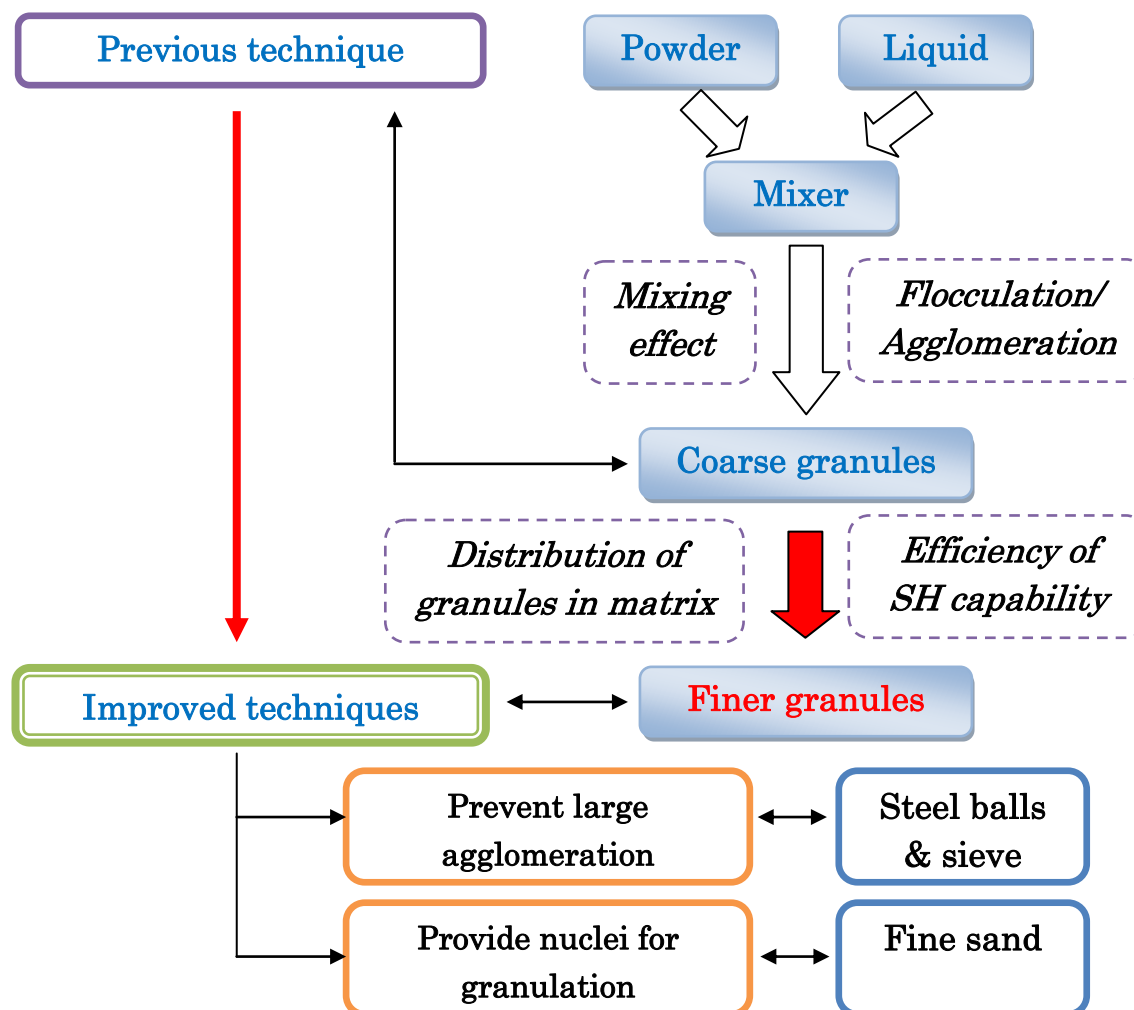 Previous technique
Powder
Liquid
Mixer
Mixing
effect
Flocculation/
Agglomeration
Coarse granules
Distribution of
granules in matrix
Efficiency of
SH capability
Improved techniques
Finer granules
Prevent large
agglomeration
Steel balls
& sieve
Provide nuclei for
granulation
Fine sand